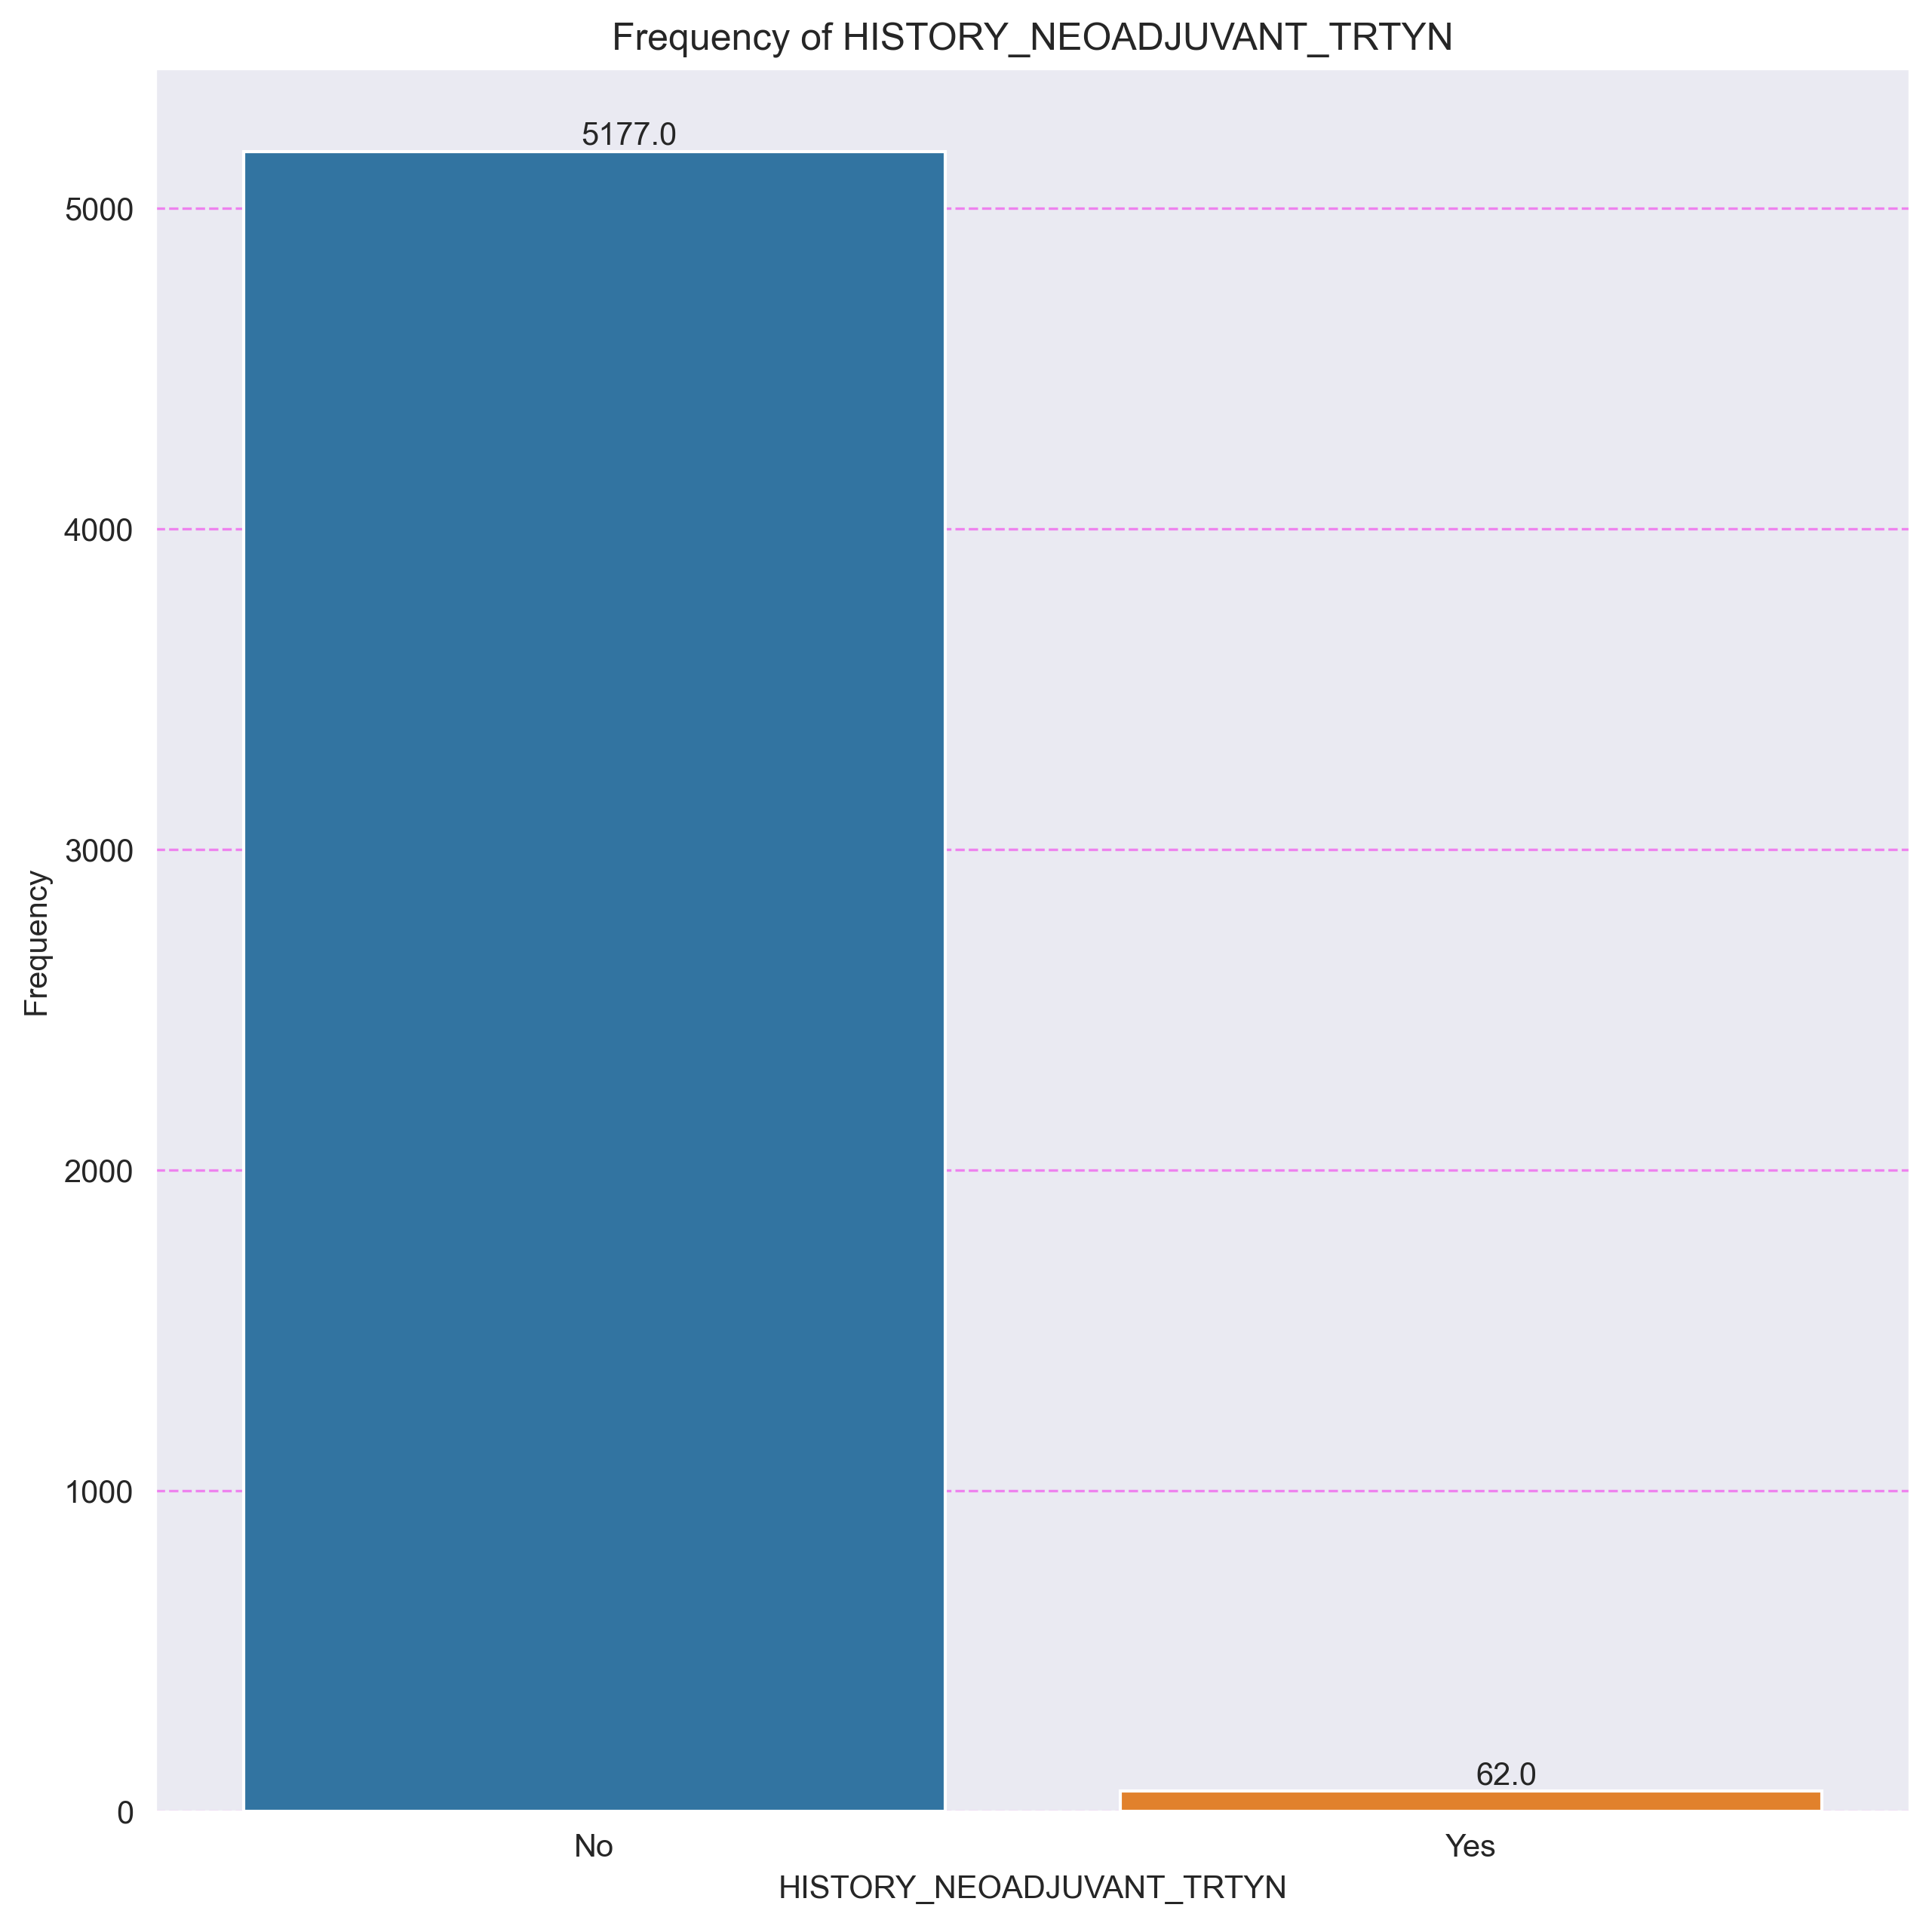 Frequency of HISTORY_NEOADJUVANT_TRTYN
5177.0
5000
4000
3000
Frequency
2000
1000
62.0
0
No
Yes
HISTORY_NEOADJUVANT_TRTYN